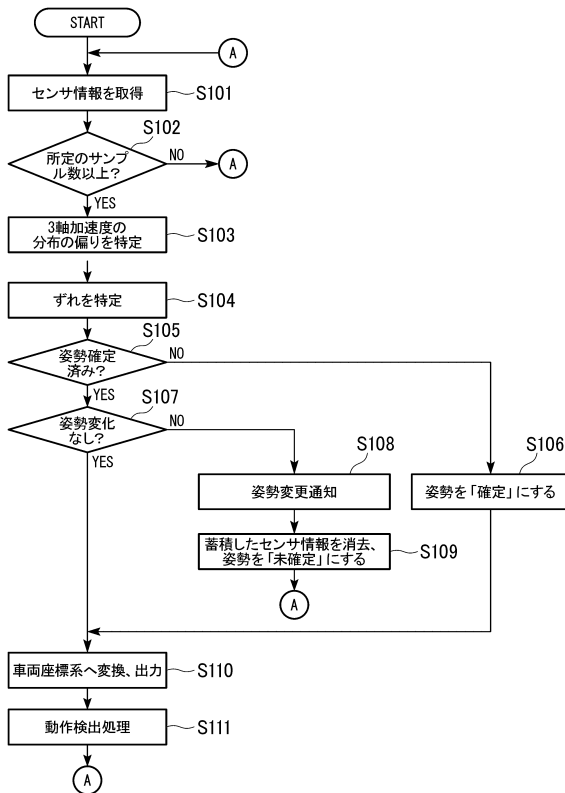 START
A
センサ情報を取得
S101
S102
所定のサンプ
ル数以上?
NO
A
YES
3軸加速度の
分布の偏りを特定
S103
ずれを特定
S104
S105
姿勢確定
済み?
NO
YES
S107
姿勢変化
なし?
NO
YES
S108
姿勢変更通知
S106
姿勢を「確定」にする
蓄積したセンサ情報を消去、
姿勢を「未確定」にする
S109
A
車両座標系へ変換、出力
S110
動作検出処理
S111
A